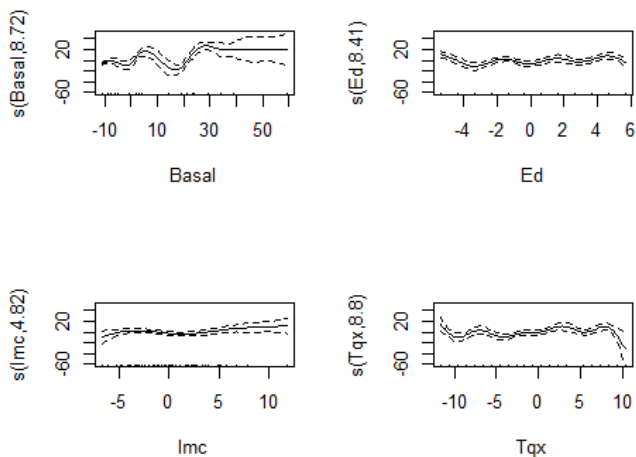 s(Basal,8.72)
20
-60
-10 10 30 50
Basal
s(Ed,8.41)
20
-60
-4 -2 0 2 4 6
Ed
s(Imc,4.82)
20
-60
-5 0 5 10
Imc
s(Tqx,8.8)
20
-60
-10 -5 0 5 10
Tqx